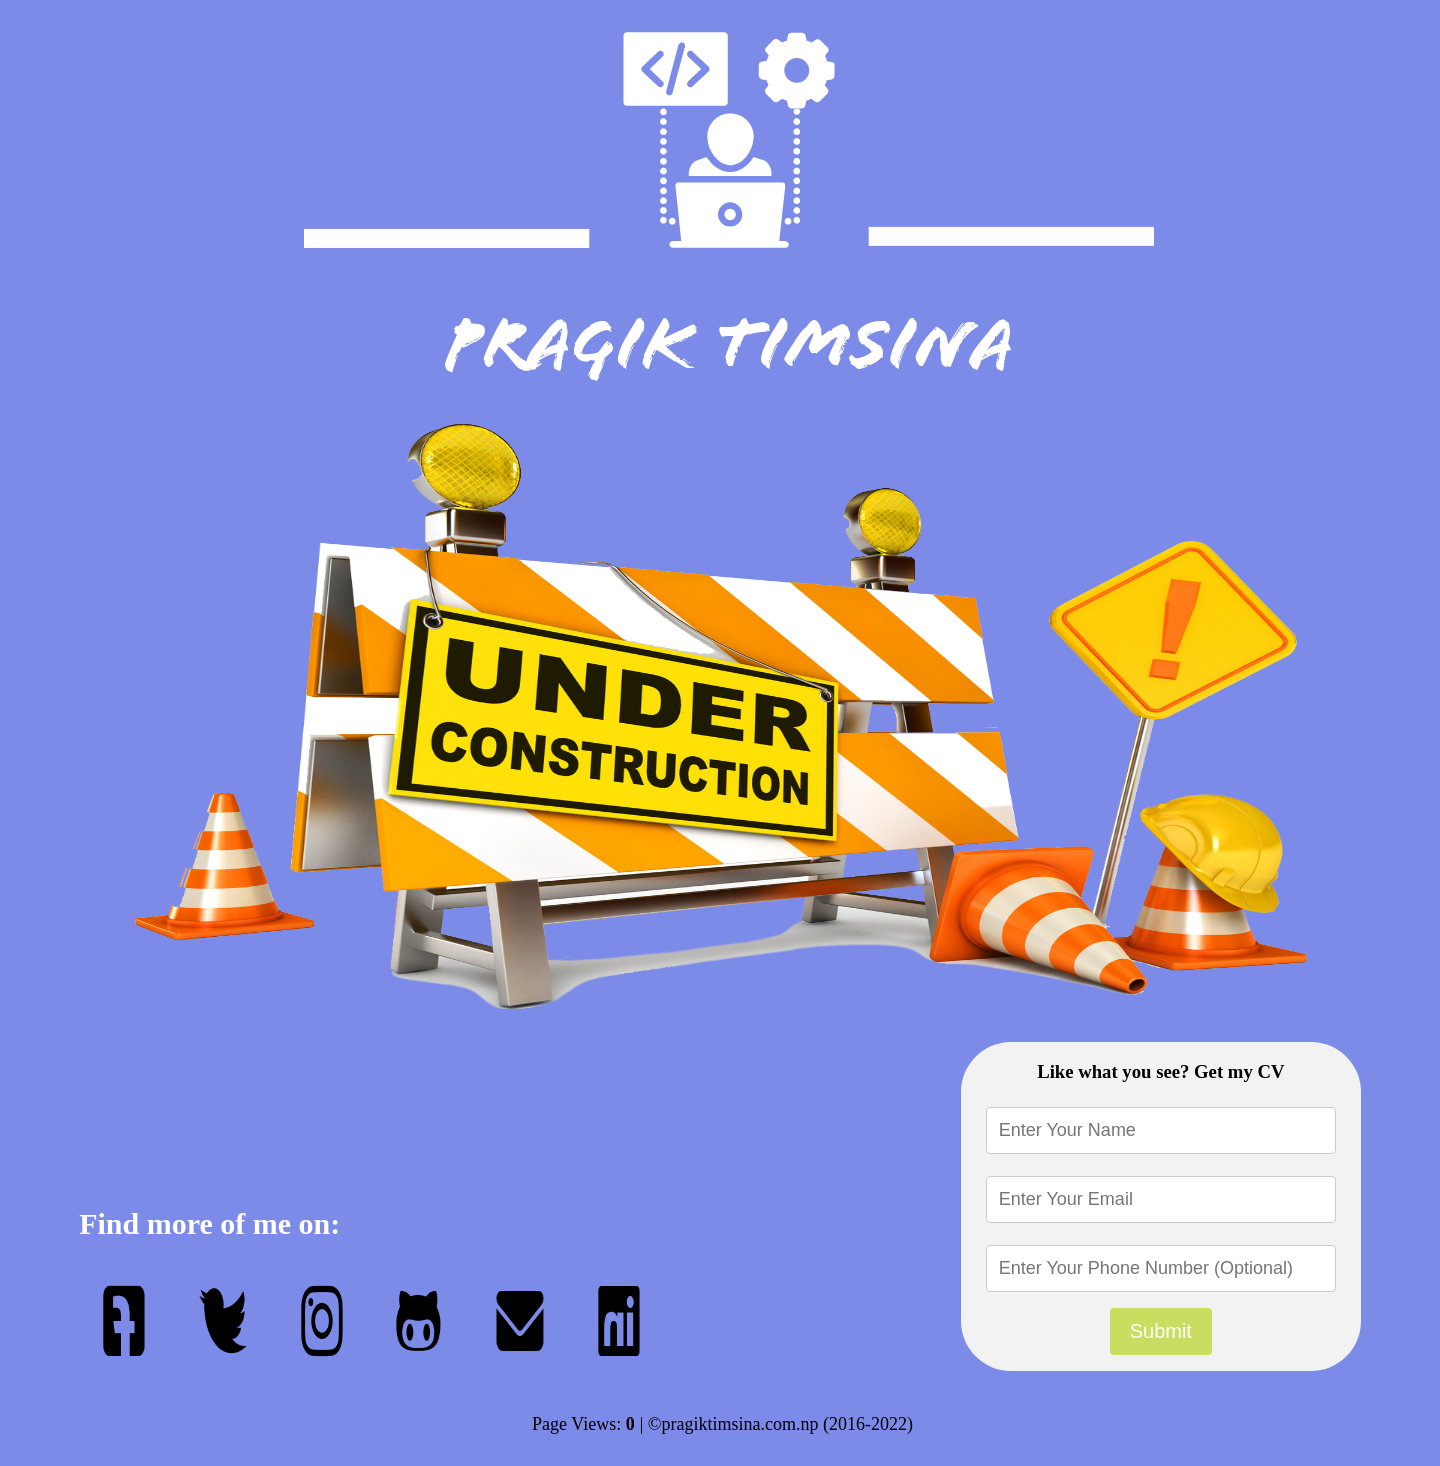 PRAGIK TIMSINA
UNDER
CONSTRUCTION
Like what you see? Get my CV
Enter Your Name
Enter Your Email
Enter Your Phone Number (Optional)
Submit
Find more of me on:
Page Views: 0 | ©pragiktimsina.com.np (2016-2022)